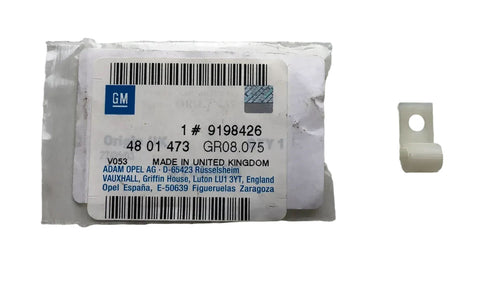 GM
1 # 9198426
48 01 473 GR08.075
V053 MADE IN UNITED KINGDOM
ADAM OPEL AG · D-65423 Rüsselsheim
VAUXHALL, Griffin House, Luton LU1 3YT, England
Opel España, E-50639 Figueruelas Zaragoza